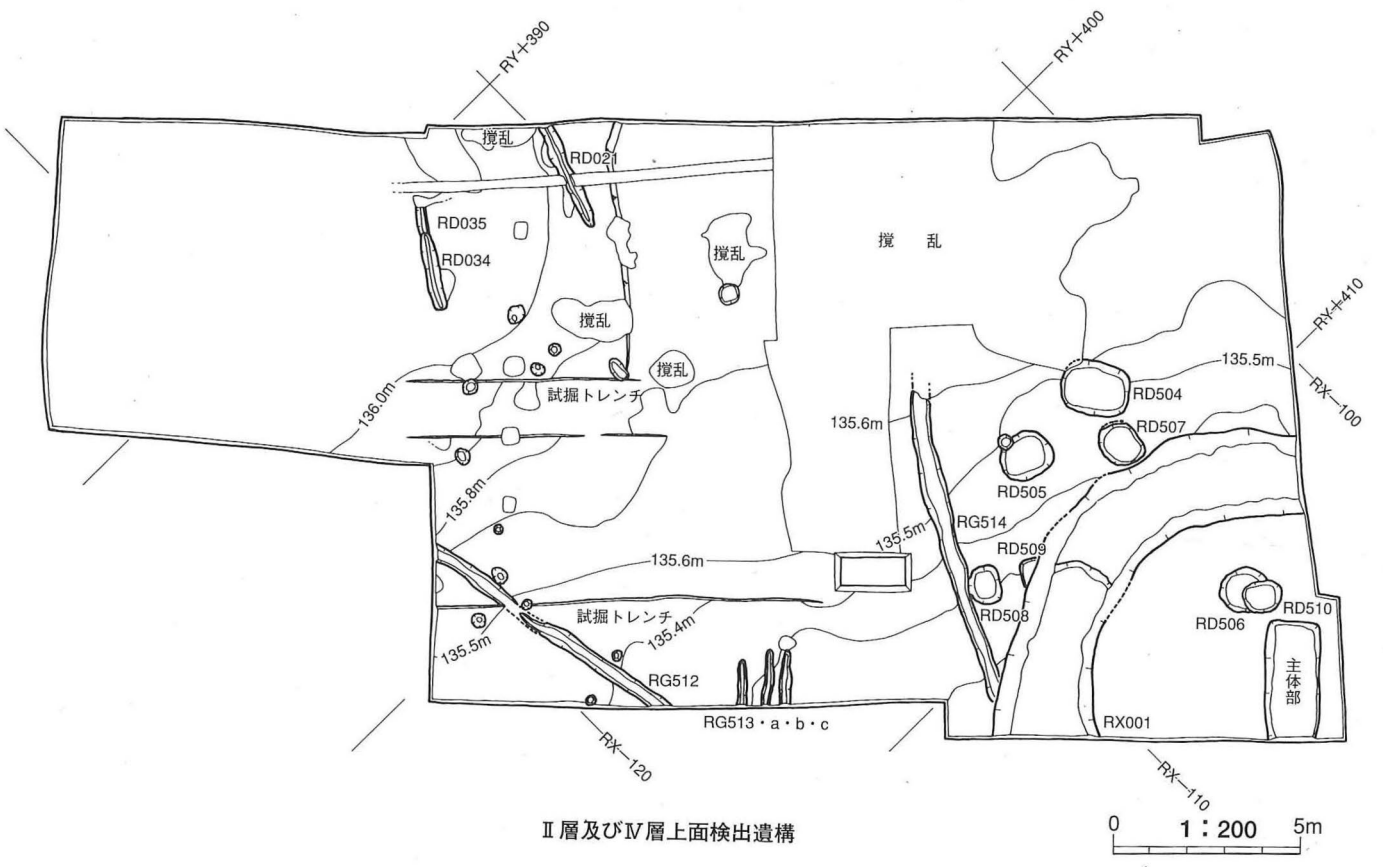 RY+390
RY+400
撹乱
RD021
RD035
RD034
撹乱
撹　乱
撹乱
RY+410
135.5m
RX-100
撹乱
136.0m
試掘トレンチ
RD504
135.6m
RD507
135.8m
RD505
RG514
135.5m
RD509
135.6m
RD510
RD506
RD508
試掘トレンチ
135.4m
135.5m
主体部
RG512
RG513・a・b・c
RX001
RX-120
RX-110
Ⅱ層及びⅣ層上面検出遺構
0 1：200 5m